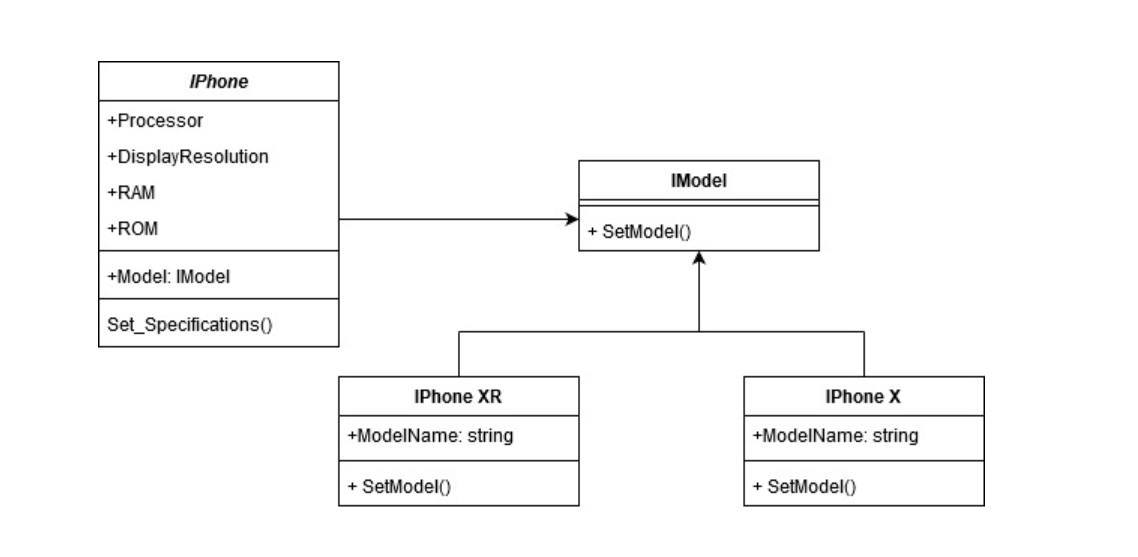 IPhone
+Processor
+DisplayResolution
+RAM
+ROM
+Model: IModel
Set_Specifications()
IModel
+ SetModel()
IPhone XR
+ModelName: string
+ SetModel()
IPhone X
+ModelName: string
+ SetModel()